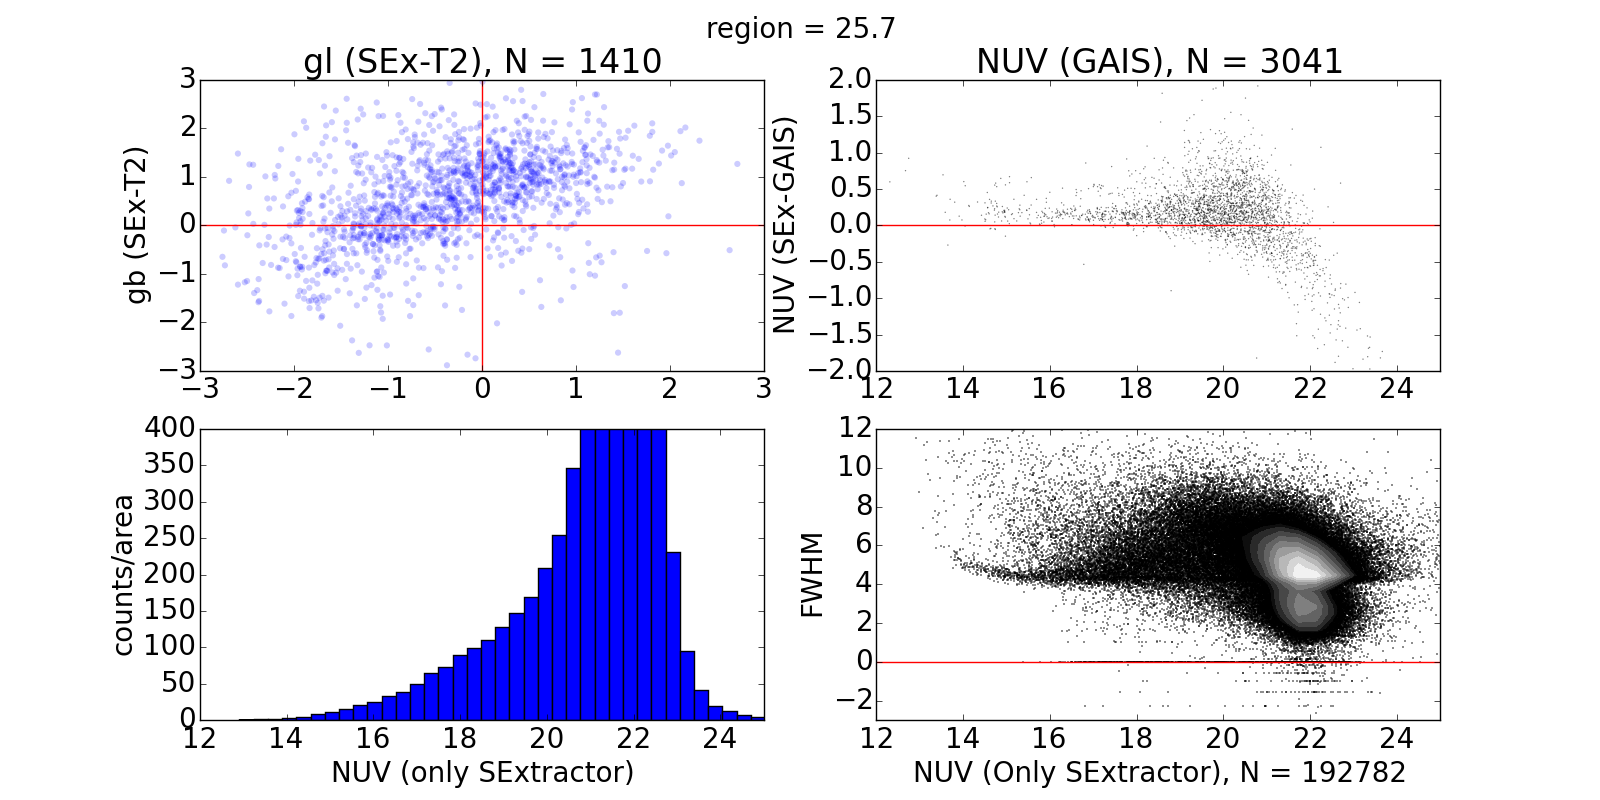 region = 25.7
gl (SEx-T2), N = 1410
NUV (GAIS), N = 3041
gb (SEx-T2)
3
2
1
0
−1
−2
−3
−3 −2 −1 0 1 2 3
NUV (SEx-GAIS)
2.0
1.5
1.0
0.5
0.0
−0.5
−1.0
−1.5
−2.0
12 14 16 18 20 22 24
counts/area
400
350
300
250
200
150
100
50
0
12 14 16 18 20 22 24
NUV (only SExtractor)
FWHM
12
10
8
6
4
2
0
−2
12 14 16 18 20 22 24
NUV (Only SExtractor), N = 192782